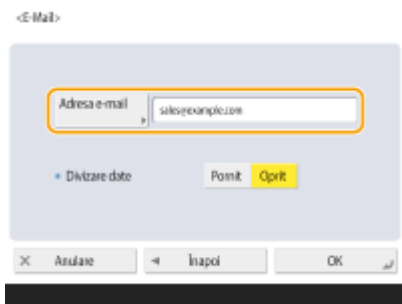 <E-Mail>
Adresa e-mail
sales@example.com
Divizare date
Pornit Oprit
Anulare Înapoi OK